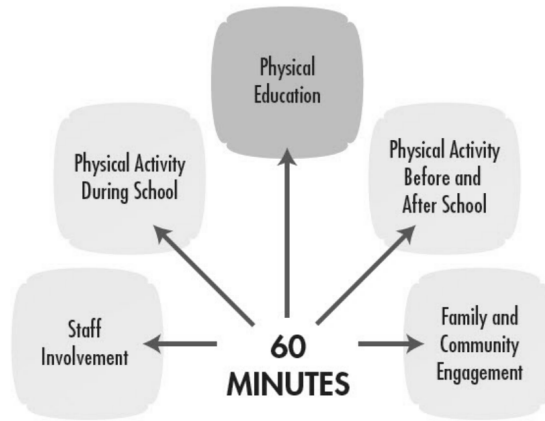 Physical
Education
Physical Activity
During School
Physical Activity
Before and
After School
Staff
Involvement
60
MINUTES
Family and
Community
Engagement